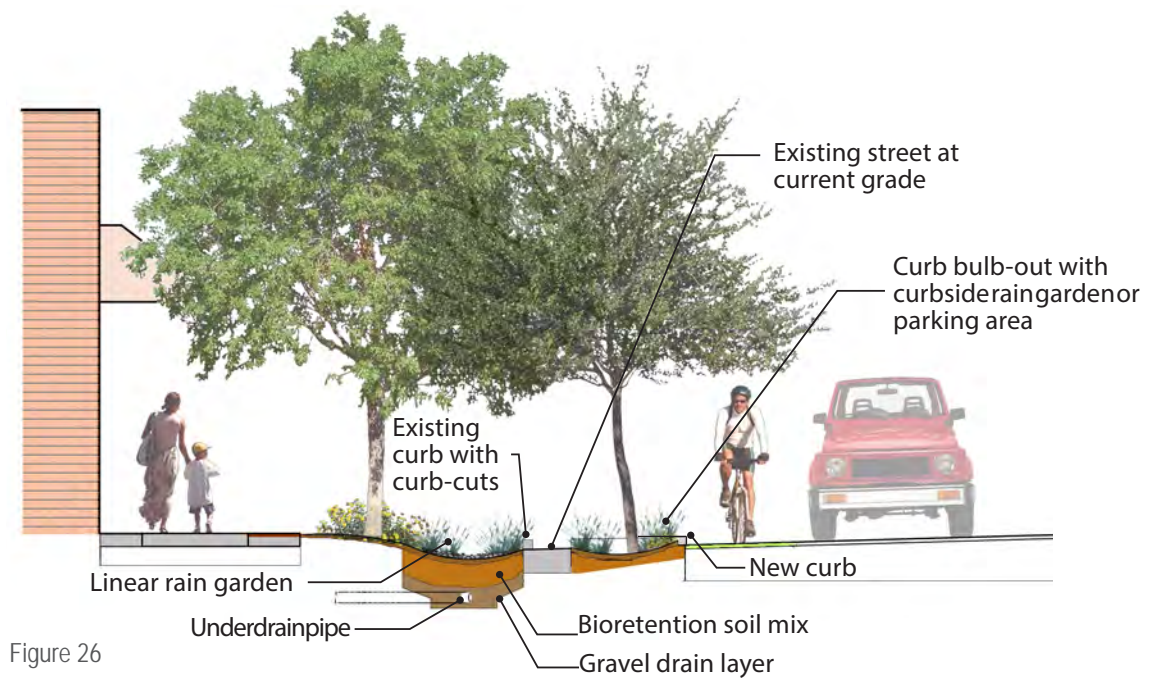 Existing street at
current grade
Curb bulb-out with
curbsideraingardenor
parking area
Existing
curb with
curb-cuts
Linear rain garden
New curb
Underdrainpipe
Bioretention soil mix
Gravel drain layer
Figure 26